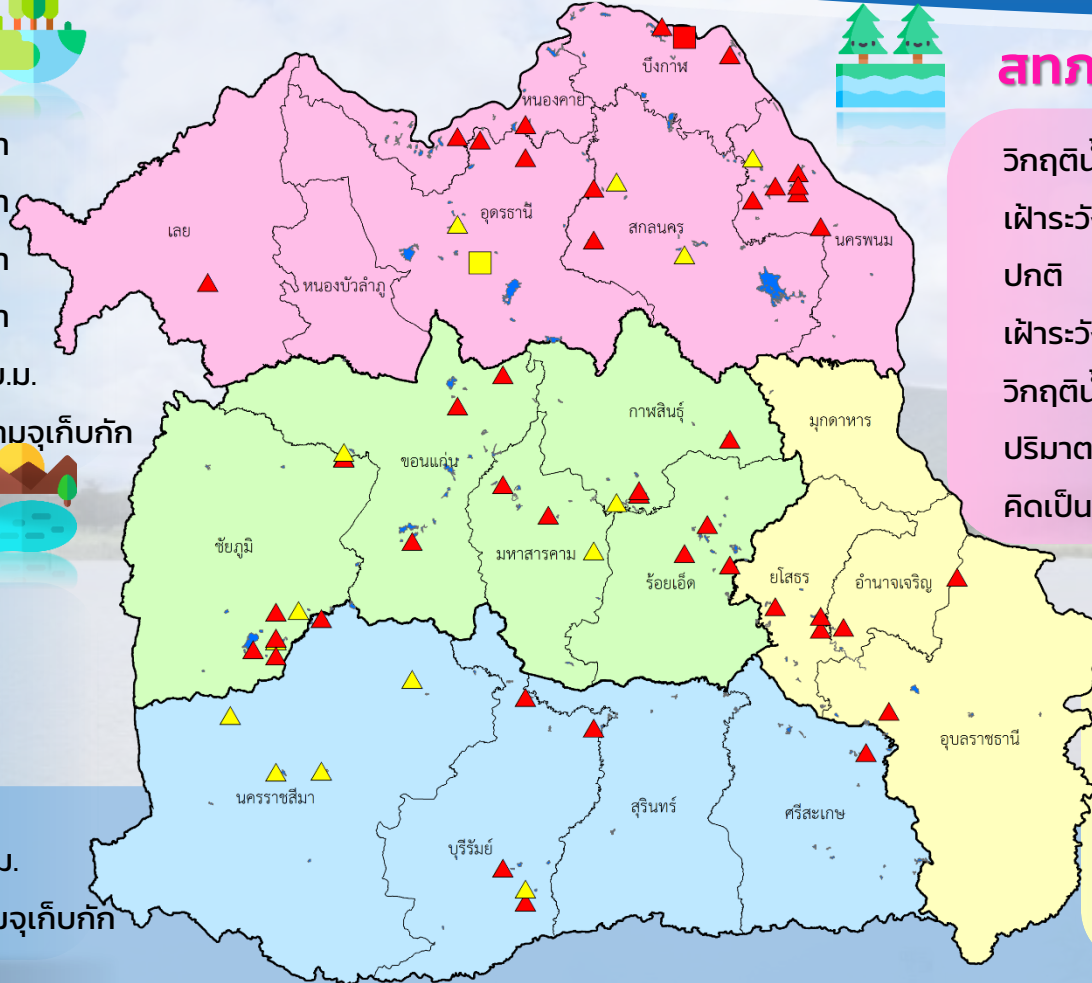 สทภ
วิกฤติน้
เฝ้าระวั
ปกติ
เฝ้าระวั
วิกฤติน้
ปริมาต
คิดเป็น
า
า
า
า
บ.ม.
ามจุเก็บกัก
ม.
มจุเก็บกัก
บึงกาฬ
หนองคาย
เลย
อุดรธานี
สกลนคร
นครพนม
หนองบัวลำภู
กาฬสินธุ์
มุกดาหาร
ขอนแก่น
ชัยภูมิ
มหาสารคาม
ร้อยเอ็ด
ยโสธร
อำนาจเจริญ
อุบลราชธานี
นครราชสีมา
สุรินทร์
ศรีสะเกษ
บุรีรัมย์